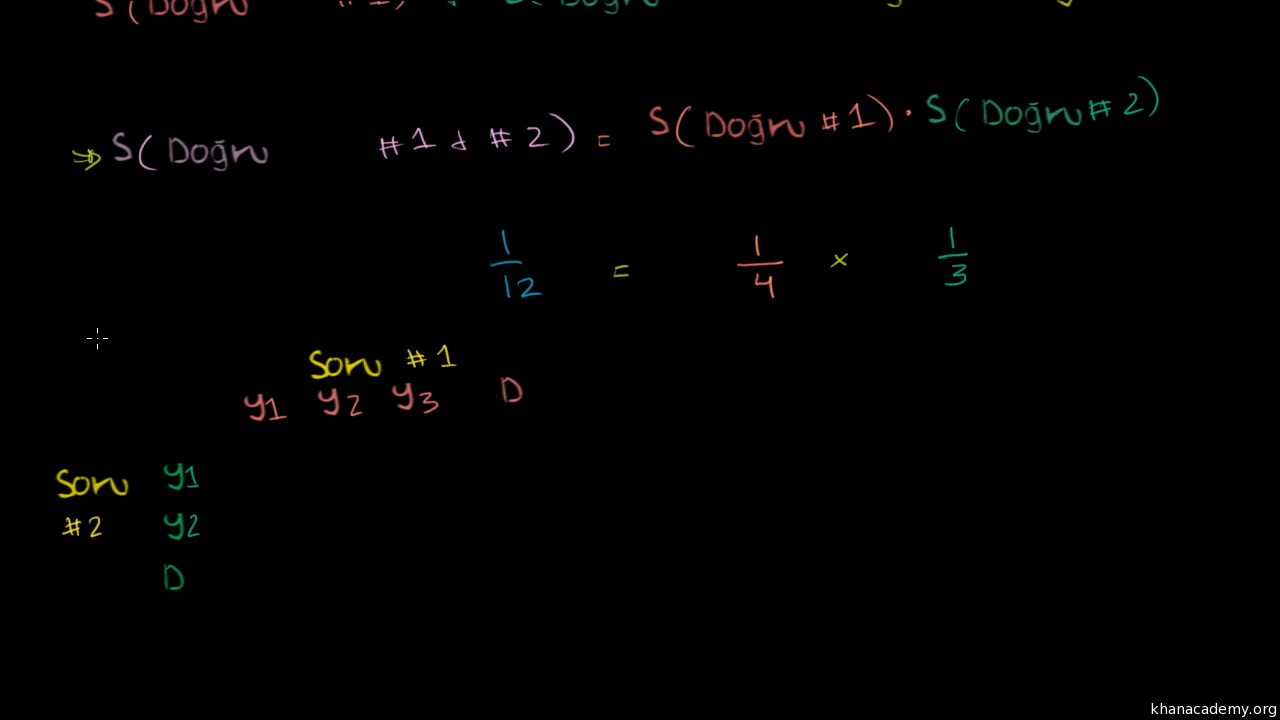 S(Doğru #1 & #2) = S(Doğru #1) · S(Doğru #2)
1/12 = 1/4 × 1/3
Soru #1
y1 y2 y3 D
Soru y1
#2 y2
D
khanacademy.org